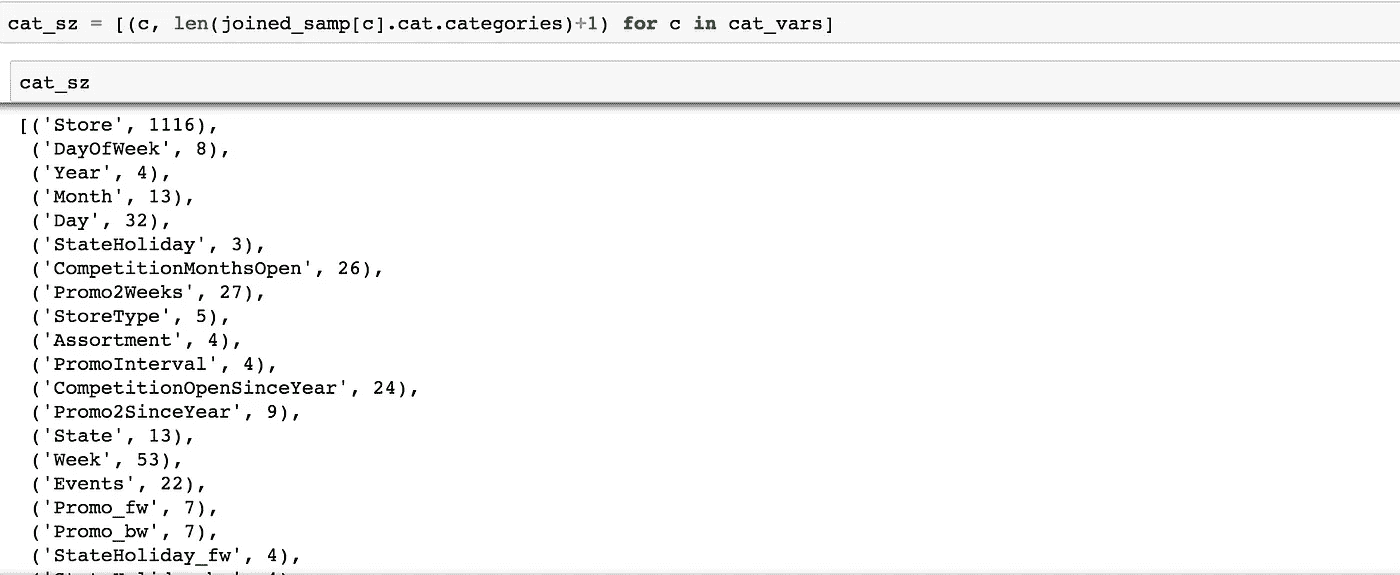 cat_sz = [(c, len(joined_samp[c].cat.categories)+1) for c in cat_vars]
cat_sz
[('Store', 1116),
('DayOfWeek', 8),
('Year', 4),
('Month', 13),
('Day', 32),
('StateHoliday', 3),
('CompetitionMonthsOpen', 26),
('Promo2Weeks', 27),
('StoreType', 5),
('Assortment', 4),
('PromoInterval', 4),
('CompetitionOpenSinceYear', 24),
('Promo2SinceYear', 9),
('State', 13),
('Week', 53),
('Events', 22),
('Promo_fw', 7),
('Promo_bw', 7),
('StateHoliday_fw', 4),